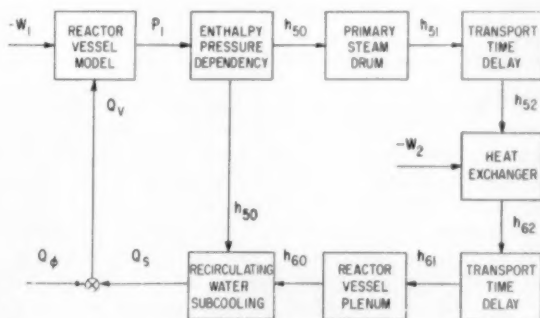 -W1
REACTOR
VESSEL
MODEL
P1
ENTHALPY
PRESSURE
DEPENDENCY
h50
PRIMARY
STEAM
DRUM
h51
TRANSPORT
TIME
DELAY
QV
h52
-W2
HEAT
EXCHANGER
h50
h62
Qϕ
QS
RECIRCULATING
WATER
SUBCOOLING
h60
REACTOR
VESSEL
PLENUM
h61
TRANSPORT
TIME
DELAY